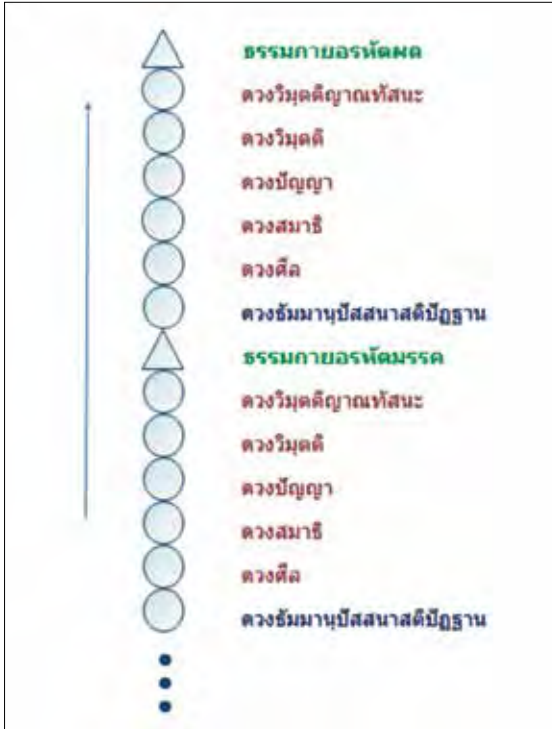 ธรรมกายอรหัตผล
ดวงวิมุตติญาณทัสนะ
ดวงวิมุตติ
ดวงปัญญา
ดวงสมาธิ
ดวงศีล
ดวงธัมมานุปัสสนาสติปัฏฐาน
ธรรมกายอรหัตมรรค
ดวงวิมุตติญาณทัสนะ
ดวงวิมุตติ
ดวงปัญญา
ดวงสมาธิ
ดวงศีล
ดวงธัมมานุปัสสนาสติปัฏฐาน